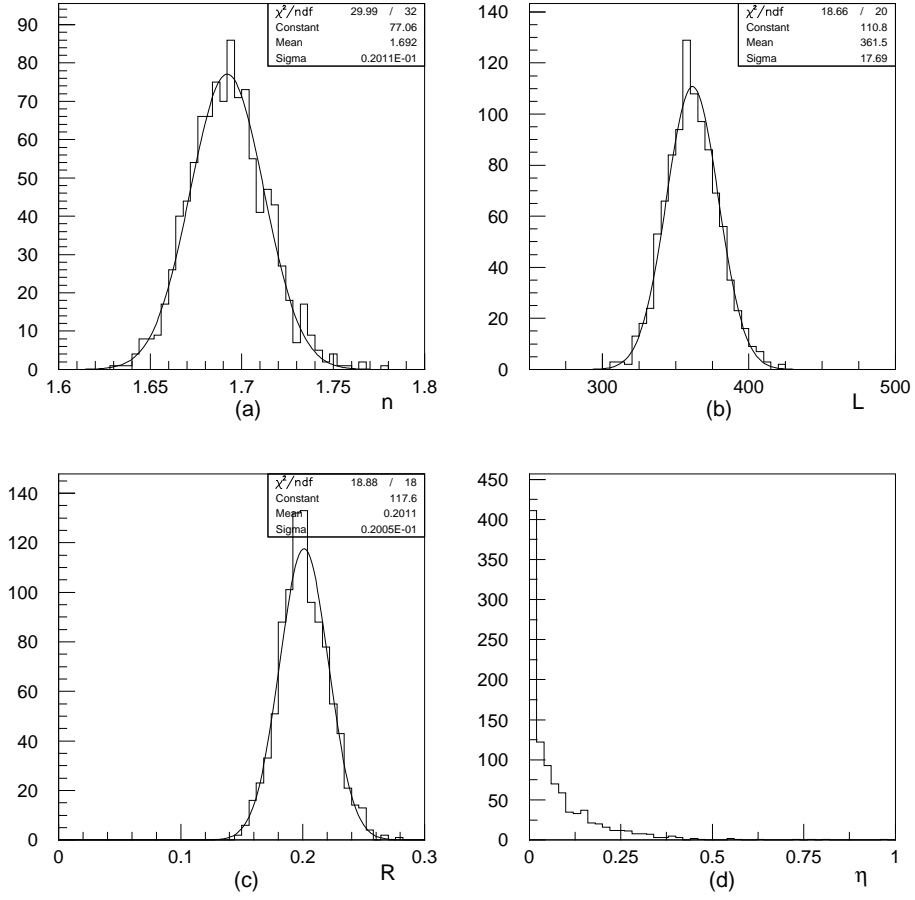 χ²/ndf 29.99 / 32
Constant 77.06
Mean 1.692
Sigma 0.2011E-01
90
80
70
60
50
40
30
20
10
0
1.6 1.65 1.7 1.75 1.8
(a) n
χ²/ndf 18.66 / 20
Constant 110.8
Mean 361.5
Sigma 17.69
140
120
100
80
60
40
20
0
300 350 400 500
(b) L
χ²/ndf 18.88 / 18
Constant 117.6
Mean 0.2011
Sigma 0.2005E-01
140
120
100
80
60
40
20
0
0 0.1 0.2 0.3
(c) R
450
400
350
300
250
200
150
100
50
0
0 0.25 0.5 0.75 1
(d) η